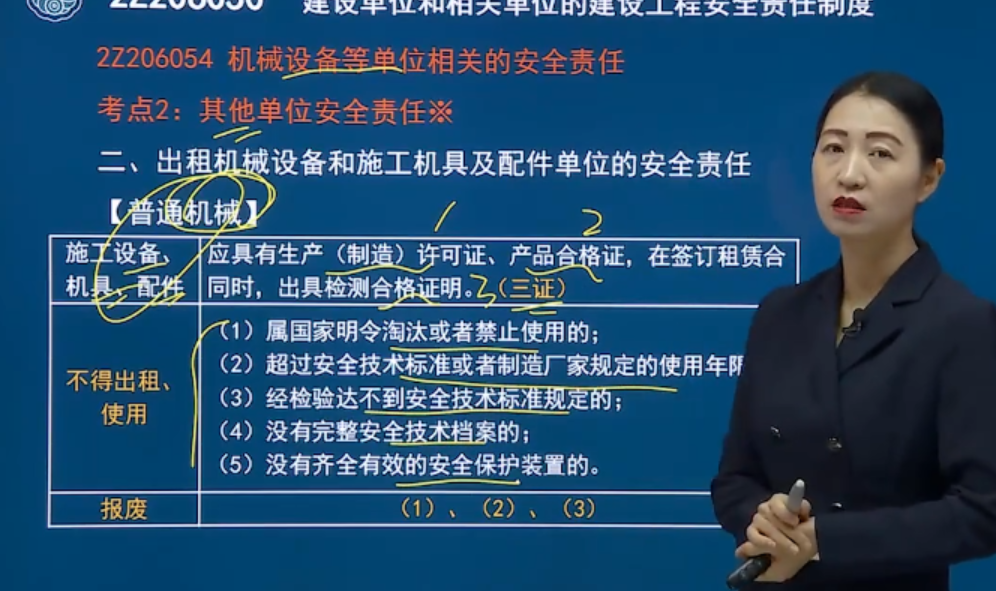 2Z206050 建设单位和相关单位的建设工程安全责任制度
2Z206054 机械设备等单位相关的安全责任
考点2：其他单位安全责任※
二、出租机械设备和施工机具及配件单位的安全责任
【普通机械】
1 2
施工设备、
机具、配件
应具有生产（制造）许可证、产品合格证，在签订租赁合
同时，出具检测合格证明。3（三证）
不得出租、
使用
（1）属国家明令淘汰或者禁止使用的；
（2）超过安全技术标准或者制造厂家规定的使用年限
（3）经检验达不到安全技术标准规定的；
（4）没有完整安全技术档案的；
（5）没有齐全有效的安全保护装置的。
报废
（1）、（2）、（3）